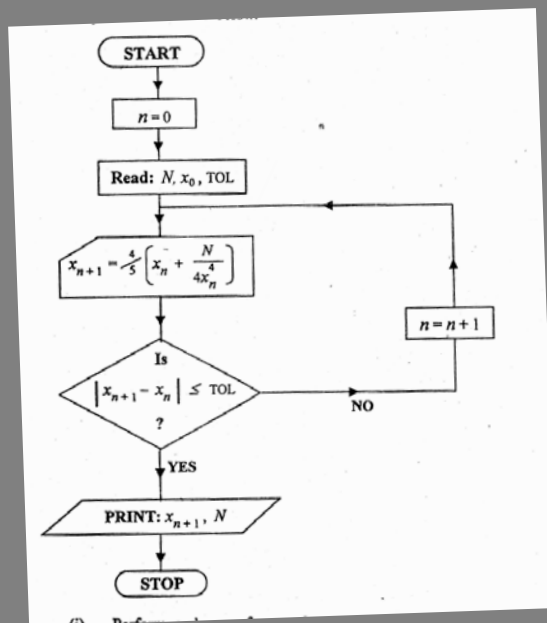 START
n = 0
Read: N, x₀, TOL
xₙ₊₁ = 4/5 (xₙ + N/4xₙ⁴)
Is
|xₙ₊₁ − xₙ| ≤ TOL
?
n = n + 1
NO
YES
PRINT: xₙ₊₁, N
STOP